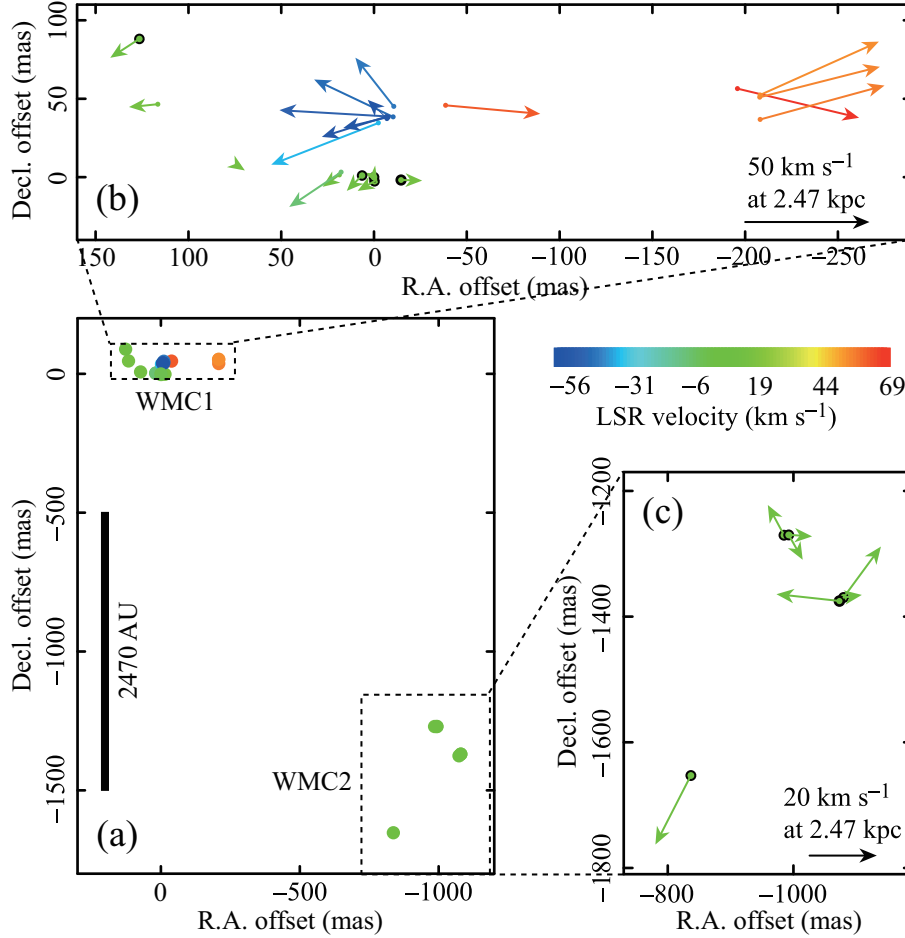 100
50
0
Decl. offset (mas)
(b)
50 km s−1
at 2.47 kpc
150 100 50 0 −50 −100 −150 −200 −250
R.A. offset (mas)
0
−500
−1000
−1500
Decl. offset (mas)
WMC1
2470 AU
WMC2
(a)
0 −500 −1000
R.A. offset (mas)
−56 −31 −6 19 44 69
LSR velocity (km s−1)
−1200
−1400
−1600
−1800
Decl. offset (mas)
(c)
20 km s−1
at 2.47 kpc
−800 −1000
R.A. offset (mas)